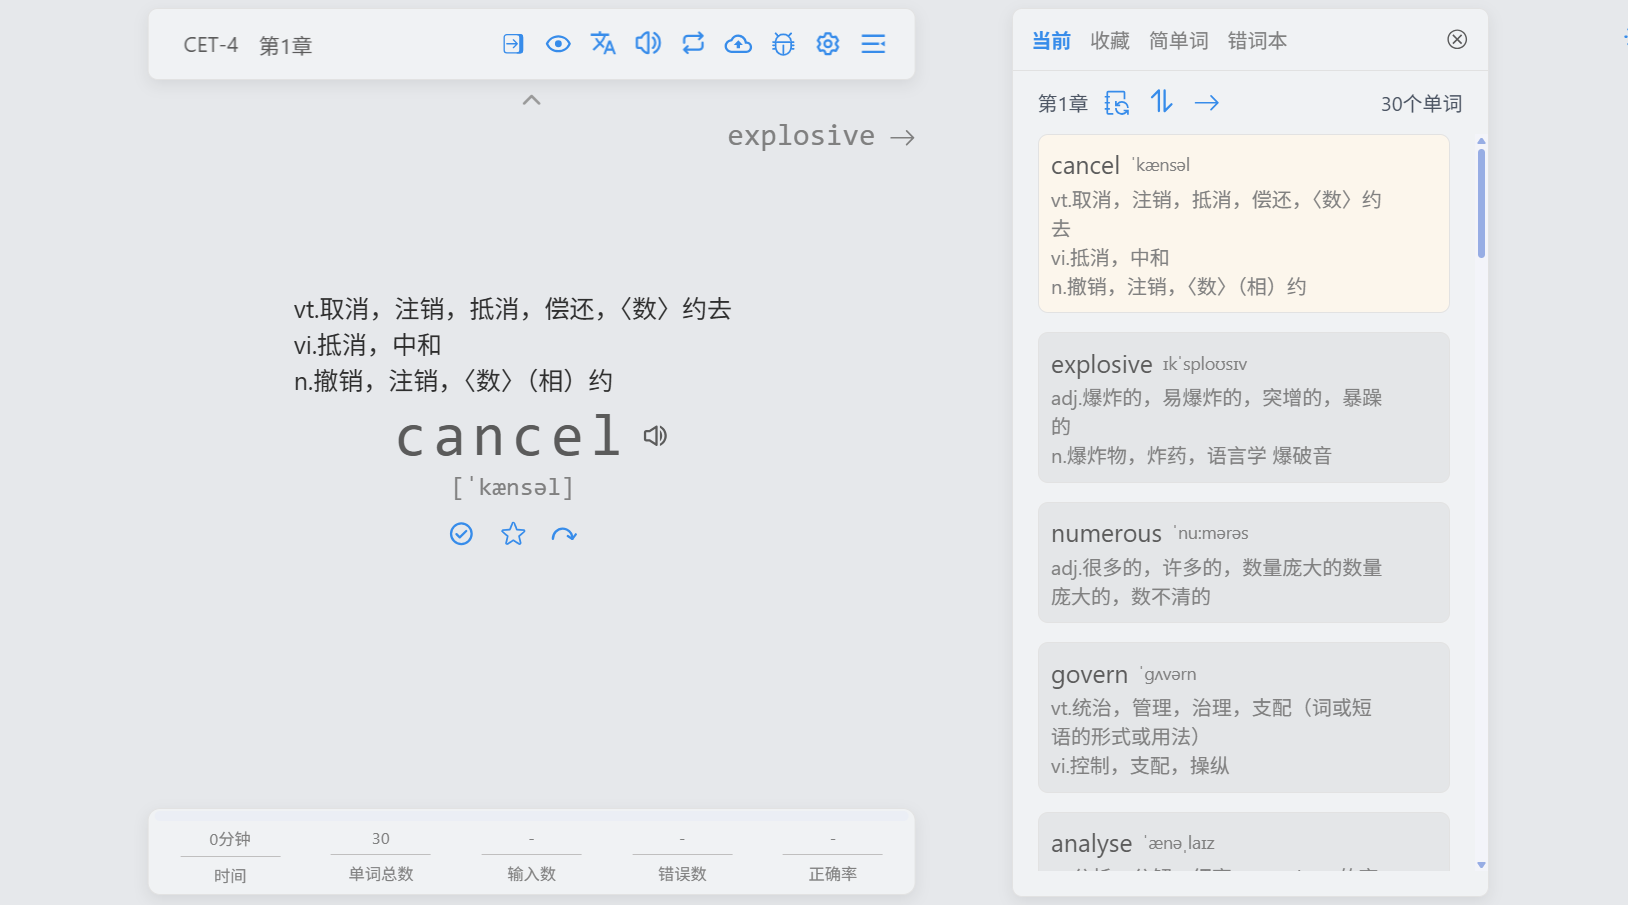 CET-4 第1章
explosive
vt.取消，注销，抵消，偿还，〈数〉约去
vi.抵消，中和
n.撤销，注销，〈数〉（相）约
cancel
[ˈkænsəl]
0分钟
时间
30
单词总数
-
输入数
-
错误数
-
正确率
当前 收藏 简单词 错词本
第1章 30个单词
cancel ˈkænsəl
vt.取消，注销，抵消，偿还，〈数〉约
去
vi.抵消，中和
n.撤销，注销，〈数〉（相）约
explosive ɪkˈsploʊsɪv
adj.爆炸的，易爆炸的，突增的，暴躁
的
n.爆炸物，炸药，语言学 爆破音
numerous ˈnuːmərəs
adj.很多的，许多的，数量庞大的数量
庞大的，数不清的
govern ˈɡʌvərn
vt.统治，管理，治理，支配（词或短
语的形式或用法）
vi.控制，支配，操纵
analyse ˈænəˌlaɪz